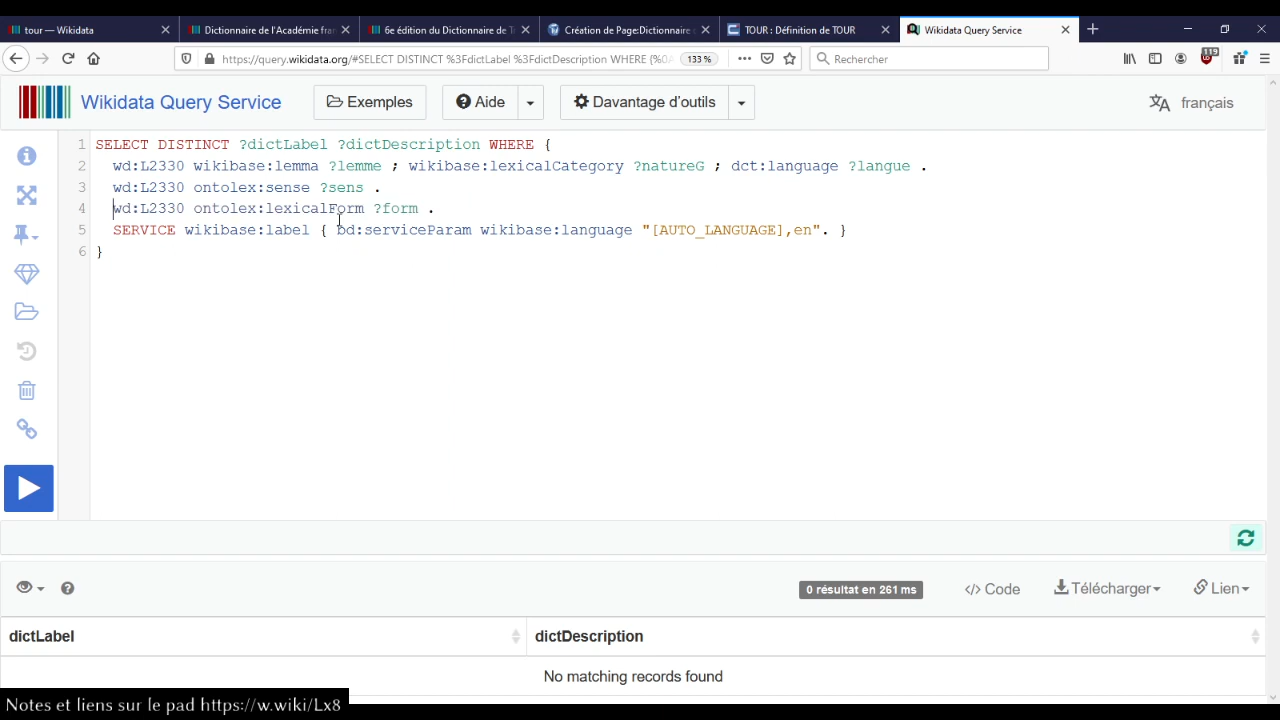 tour — Wikidata
Dictionnaire de l'Académie fran
6e édition du Dictionnaire de
Création de Page:Dictionnaire
TOUR : Définition de TOUR
Wikidata Query Service
https://query.wikidata.org/#SELECT DISTINCT %3FdictLabel %3FdictDescription WHERE {%0A
133 %
Rechercher
119
Wikidata Query Service
Exemples
Aide
Davantage d'outils
français
1 SELECT DISTINCT ?dictLabel ?dictDescription WHERE {
2 wd:L2330 wikibase:lemma ?lemme ; wikibase:lexicalCategory ?natureG ; dct:language ?langue .
3 wd:L2330 ontolex:sense ?sens .
4 wd:L2330 ontolex:lexicalForm ?form .
5 SERVICE wikibase:label { bd:serviceParam wikibase:language "[AUTO_LANGUAGE],en". }
6 }
0 résultat en 261 ms
</> Code
Télécharger
Lien
dictLabel
dictDescription
No matching records found
Notes et liens sur le pad https://w.wiki/Lx8